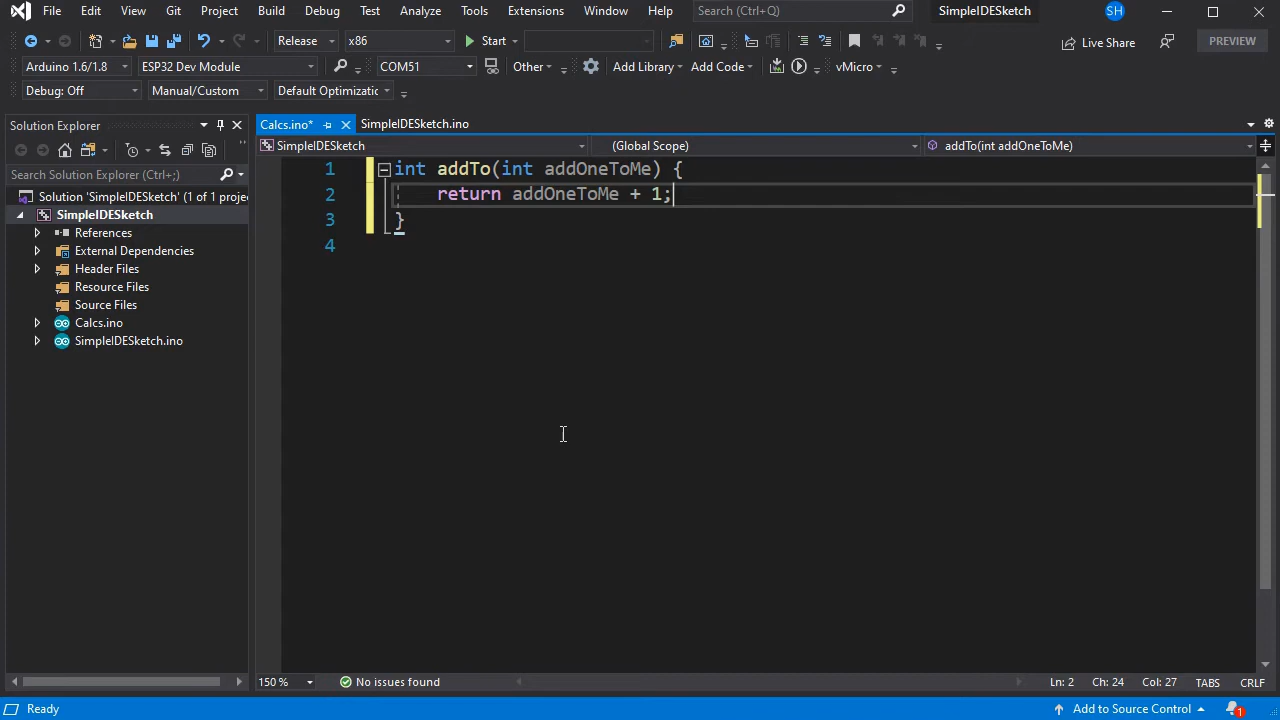 File Edit View Git Project Build Debug Test Analyze Tools Extensions Window Help Search (Ctrl+Q) SimpleIDESketch SH
Release x86 Start Live Share PREVIEW
Arduino 1.6/1.8 ESP32 Dev Module COM51 Other Add Library Add Code vMicro
Debug: Off Manual/Custom Default Optimizatic
Solution Explorer
Calcs.ino* SimpleIDESketch.ino
SimpleIDESketch (Global Scope) addTo(int addOneToMe)
Search Solution Explorer (Ctrl+;)
Solution 'SimpleIDESketch' (1 of 1 proje
SimpleIDESketch
References
External Dependencies
Header Files
Resource Files
Source Files
Calcs.ino
SimpleIDESketch.ino
1 int addTo(int addOneToMe) {
2 return addOneToMe + 1;
3 }
4
150 % No issues found Ln: 2 Ch: 24 Col: 27 TABS CRLF
Ready Add to Source Control 1